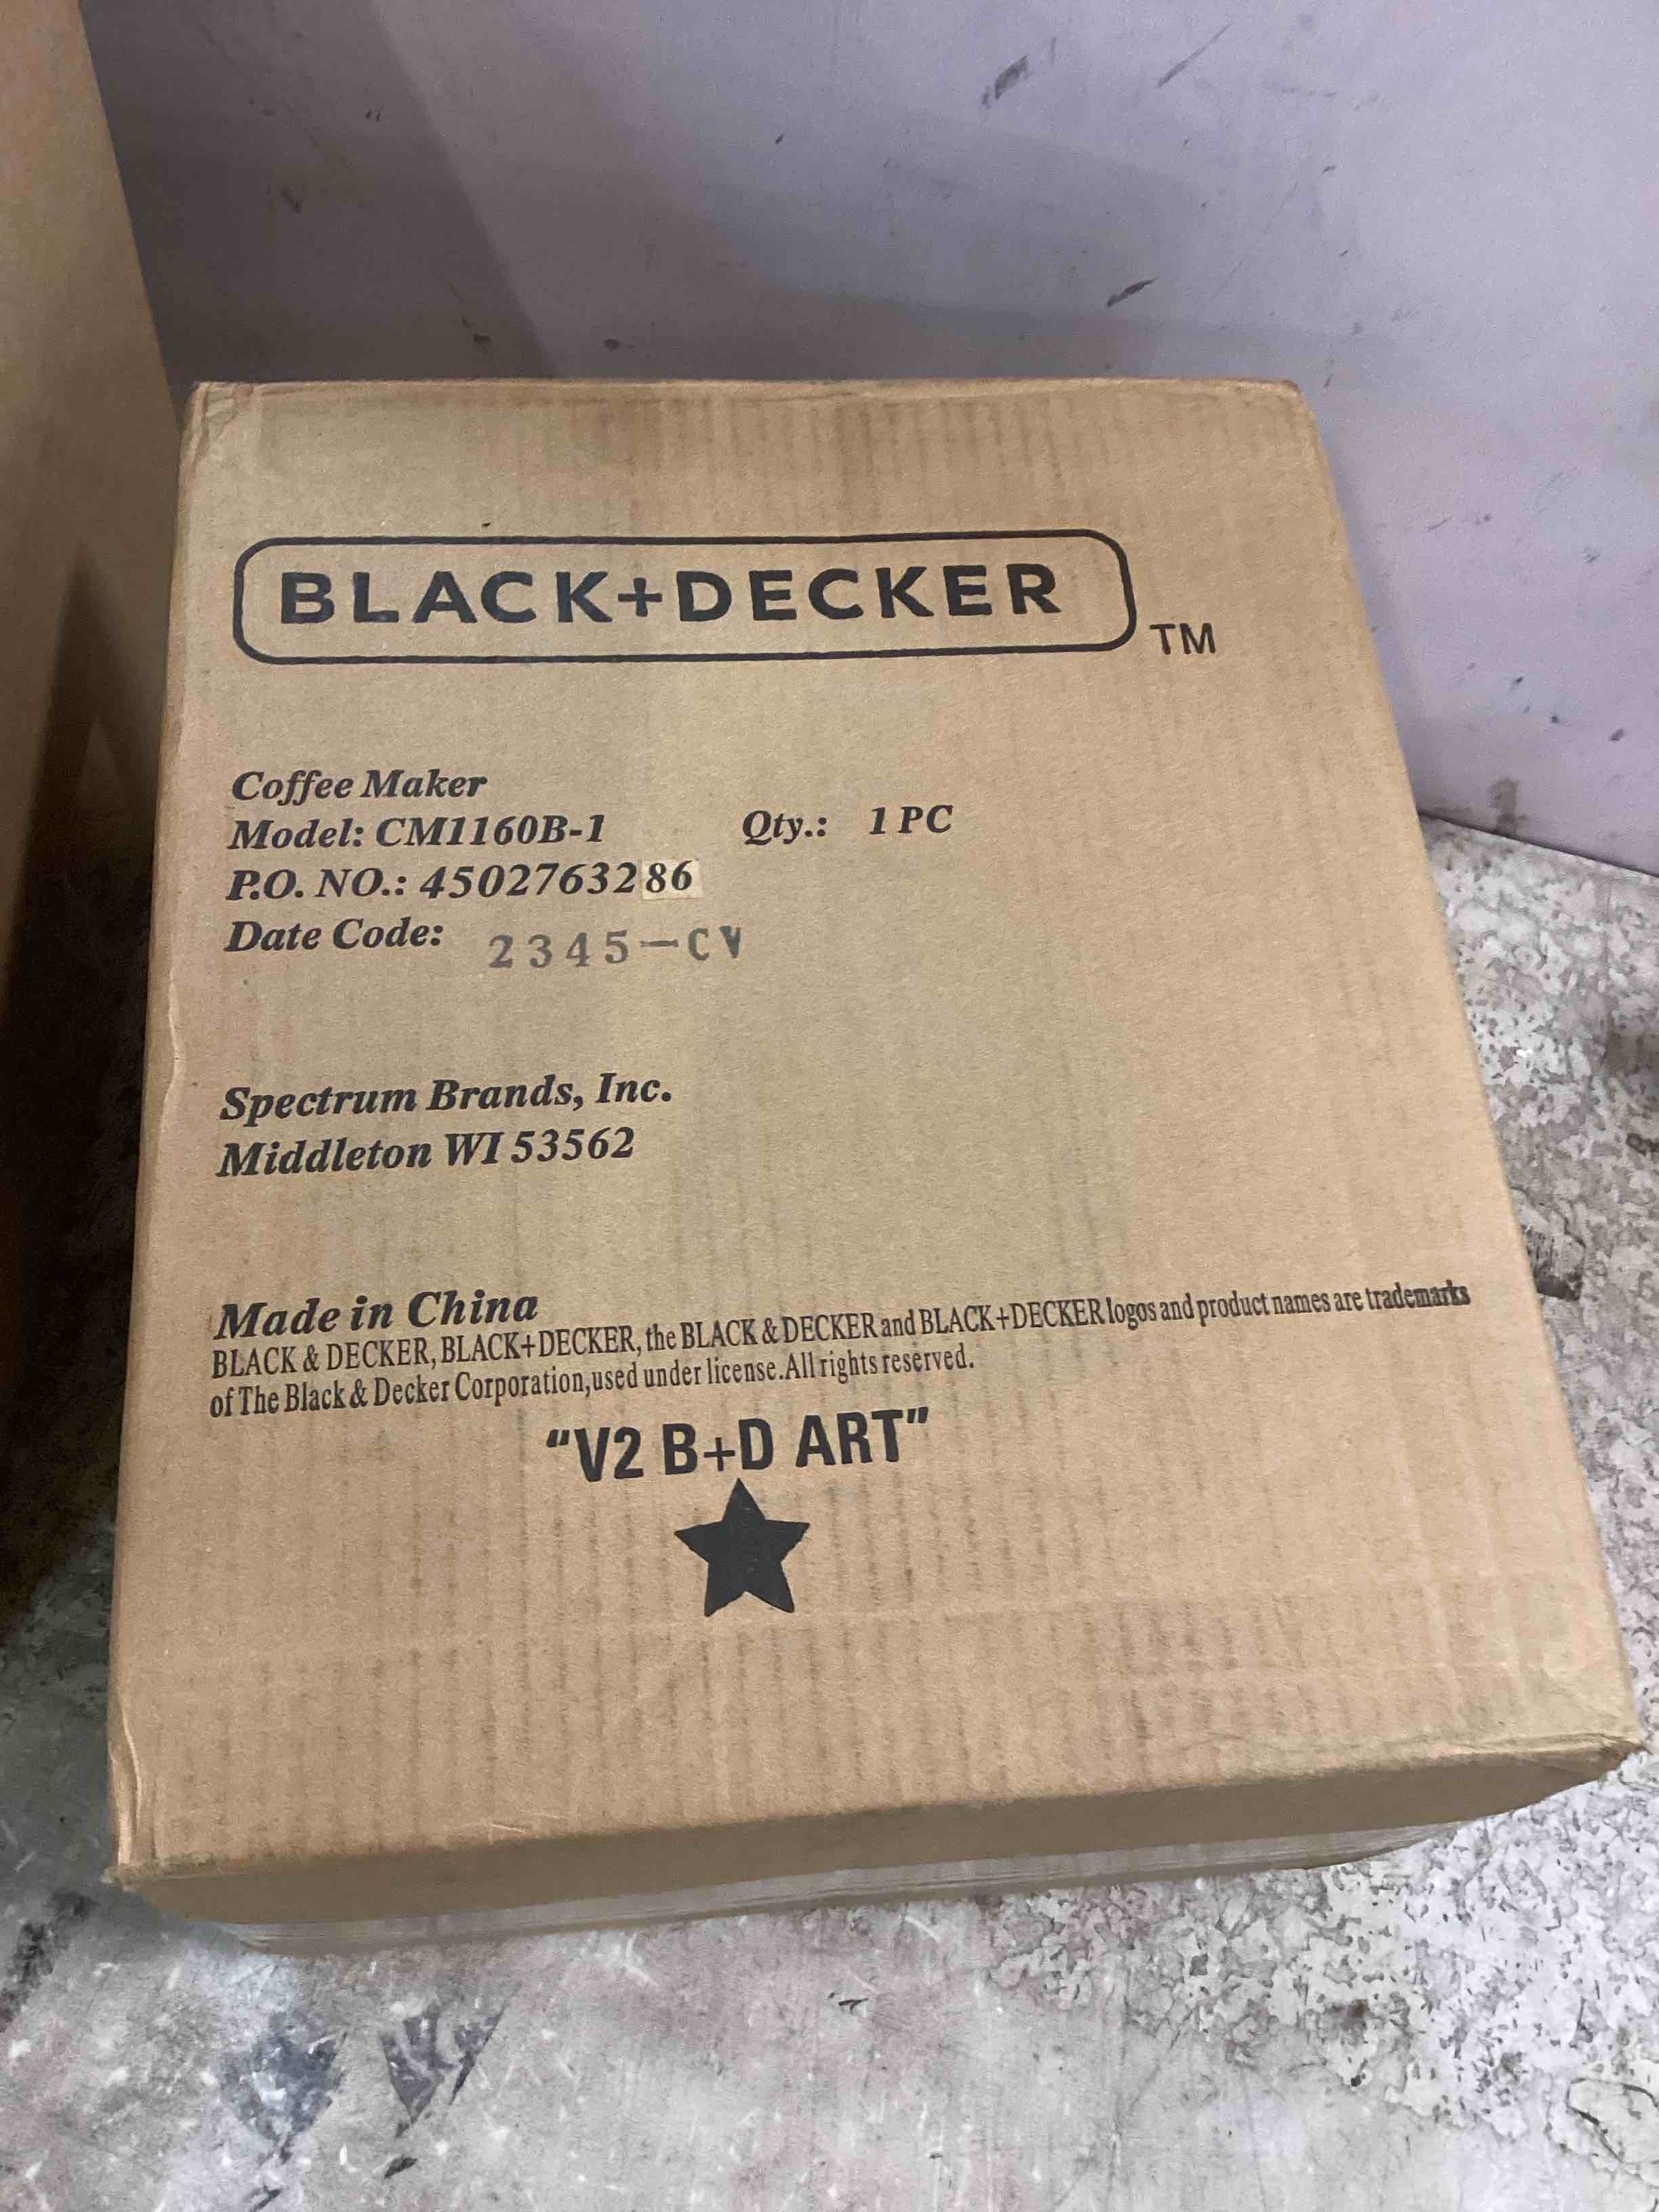 BLACK+DECKER TM
Coffee Maker
Model: CM1160B-1 Qty.: 1 PC
P.O. NO.: 4502763286
Date Code: 2345-CV
Spectrum Brands, Inc.
Middleton WI 53562
Made in China
BLACK & DECKER, BLACK+DECKER, the BLACK & DECKER and BLACK+DECKER logos and product names are trademarks
of The Black & Decker Corporation,used under license.All rights reserved.
“V2 B+D ART”